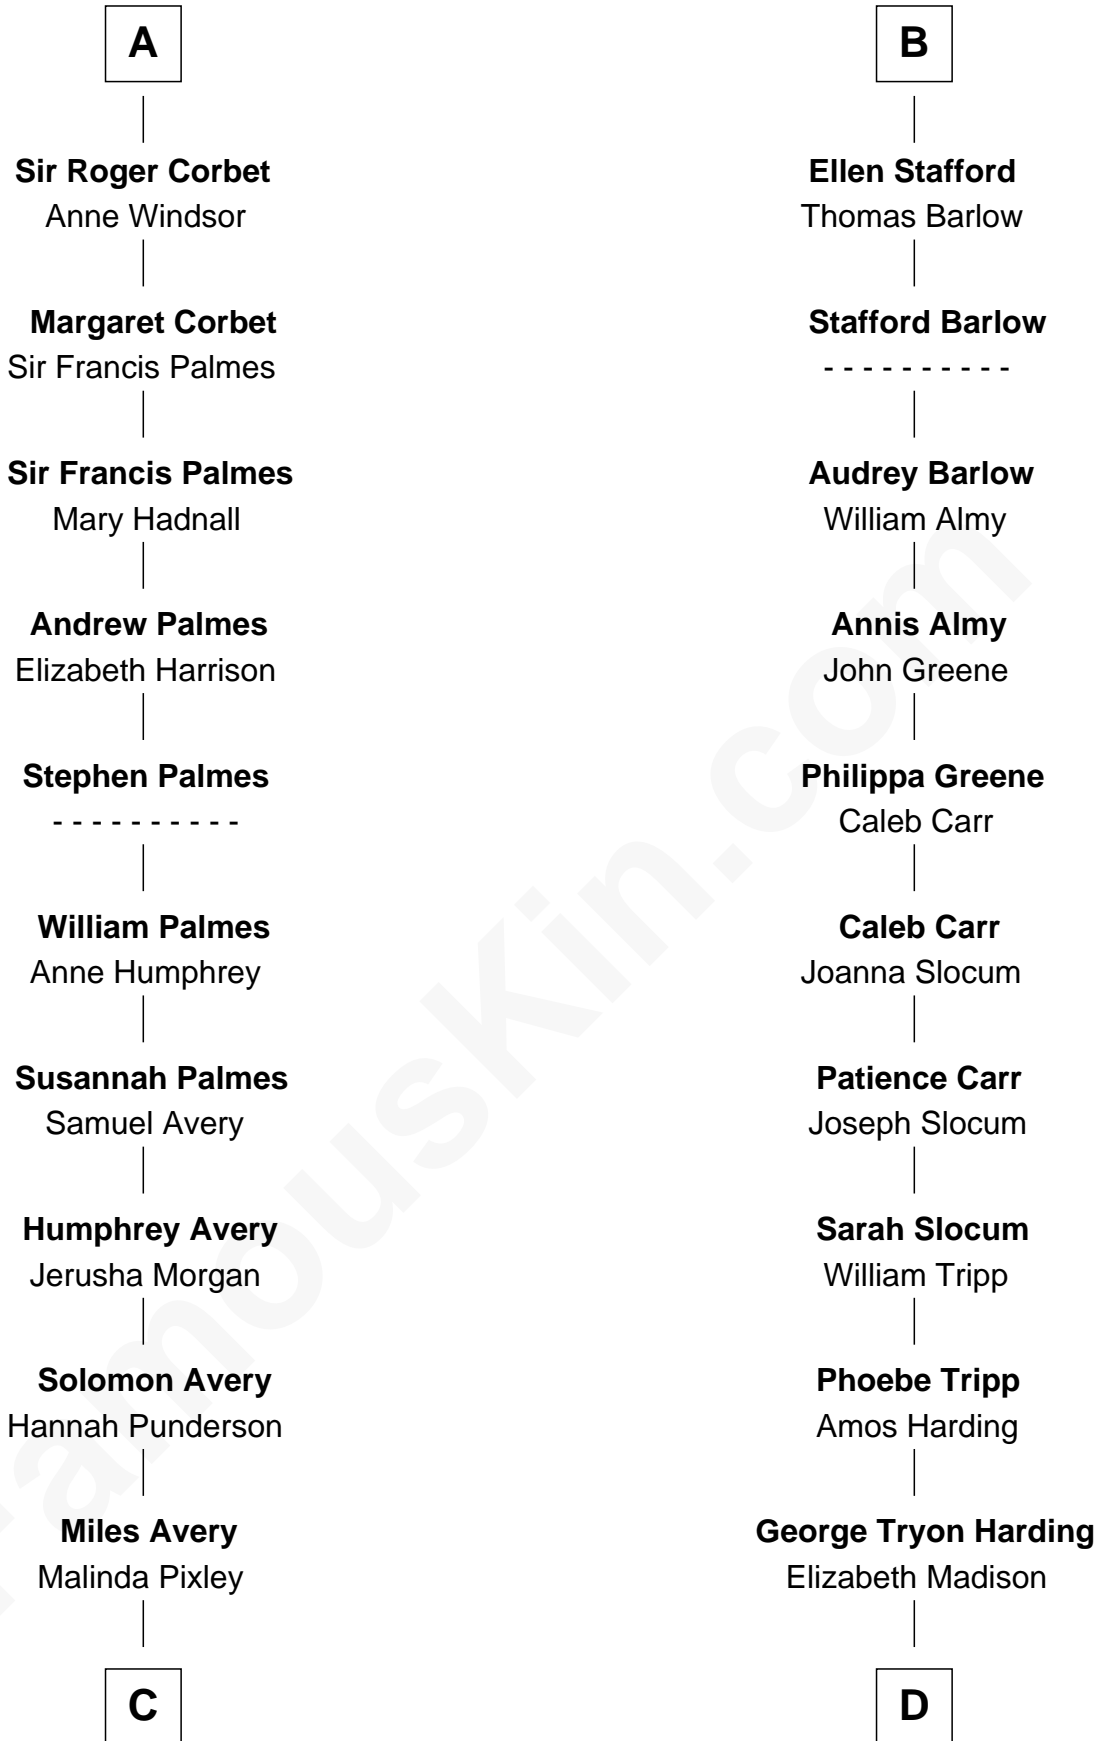 A
Sir Roger Corbet
Anne Windsor
Margaret Corbet
Sir Francis Palmes
Sir Francis Palmes
Mary Hadnall
Andrew Palmes
Elizabeth Harrison
Stephen Palmes
- - - - - - - - - -
William Palmes
Anne Humphrey
Susannah Palmes
Samuel Avery
Humphrey Avery
Jerusha Morgan
Solomon Avery
Hannah Punderson
Miles Avery
Malinda Pixley
C
B
Ellen Stafford
Thomas Barlow
Stafford Barlow
- - - - - - - - - -
Audrey Barlow
William Almy
Annis Almy
John Greene
Philippa Greene
Caleb Carr
Caleb Carr
Joanna Slocum
Patience Carr
Joseph Slocum
Sarah Slocum
William Tripp
Phoebe Tripp
Amos Harding
George Tryon Harding
Elizabeth Madison
D
FamousKin.com